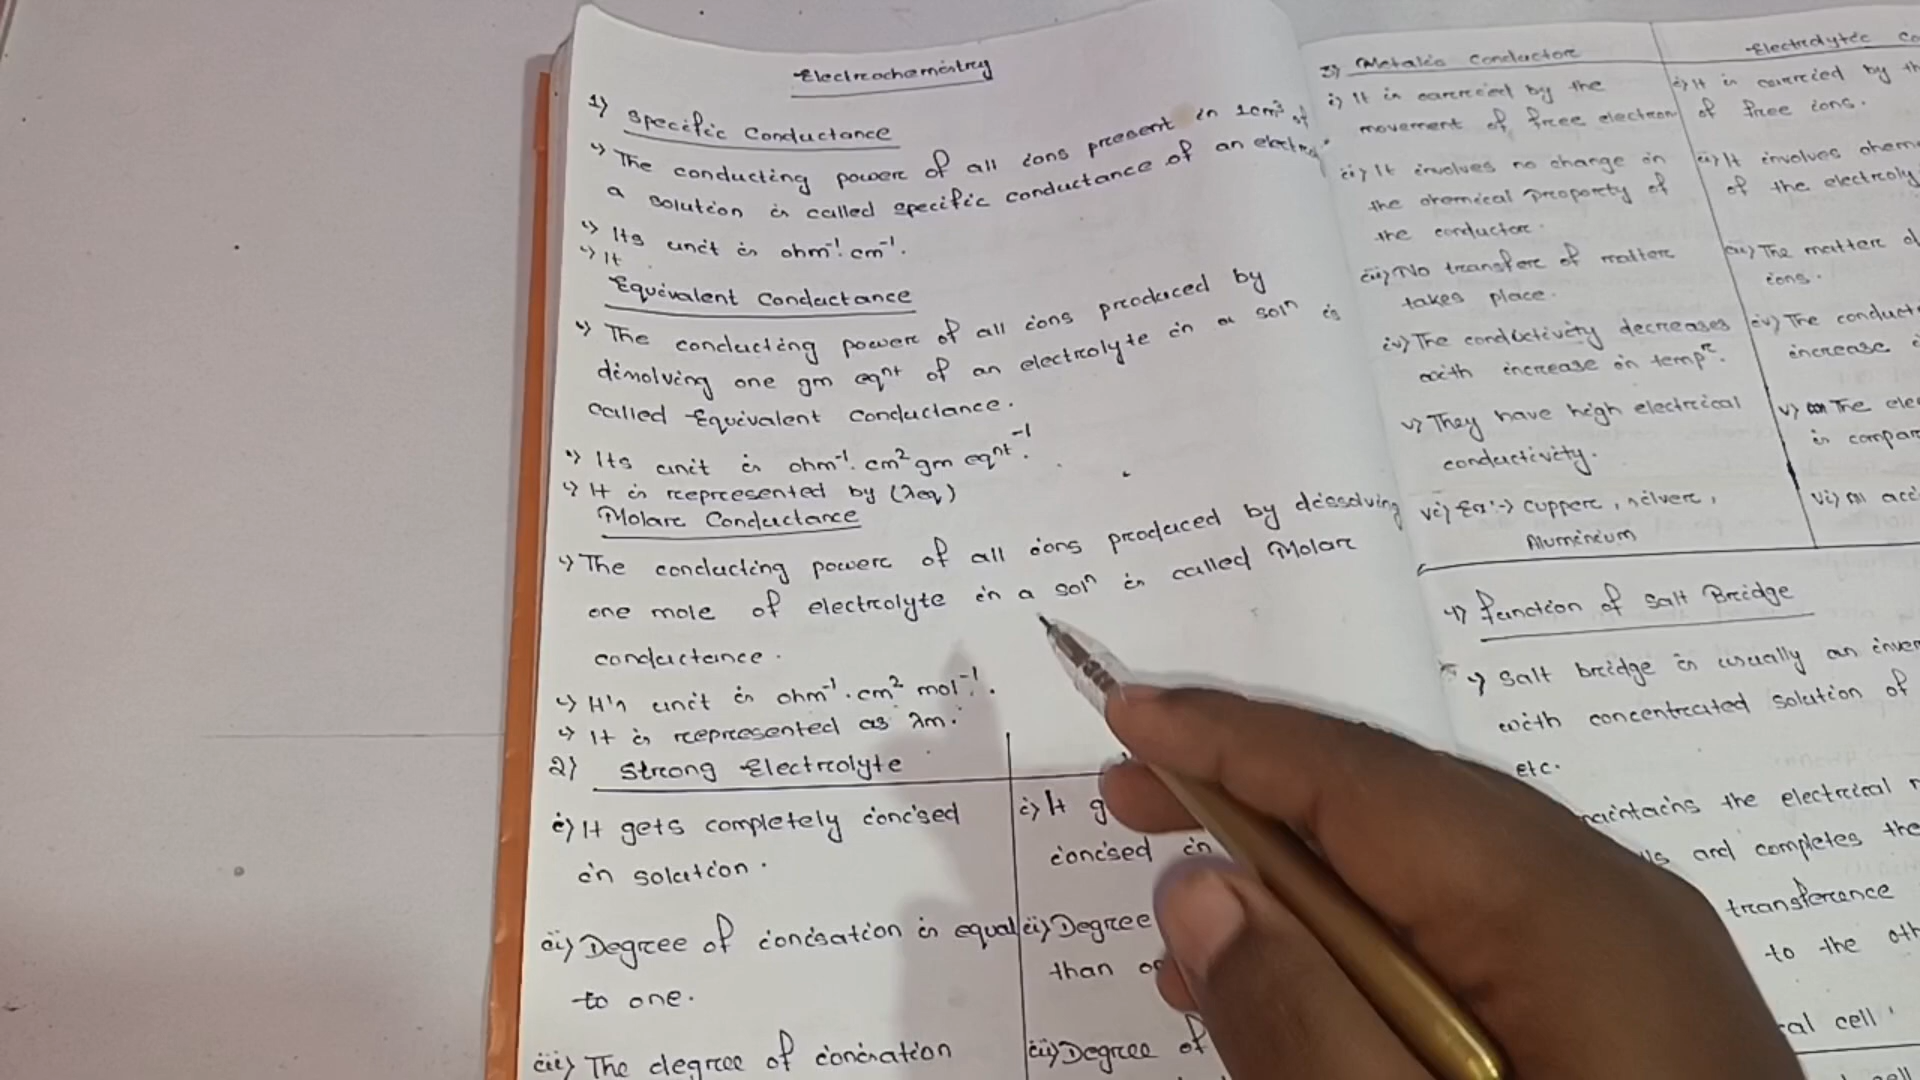 Electrochemistry
1) Specific Conductance
The conducting power of all ions present in 1cm³ of
a solution is called specific conductance of an
Its unit is ohm⁻¹. cm⁻¹.
It
Equivalent Conductance
The conducting power of all ions produced by
dissolving one gm eqⁿᵗ of an electrolyte in a solⁿ is
called Equivalent Conductance.
Its unit is ohm⁻¹. cm² gm eqⁿᵗ⁻¹.
It is represented by (λeq)
Molar Conductance
The conducting power of all ions produced by dissolving
one mole of electrolyte in a solⁿ is called Molar
conductance.
It's unit is ohm⁻¹. cm² mol⁻¹.
It is represented as λm.
2) Strong Electrolyte
i) It gets completely ionised
in solution.
ii) Degree of ionisation is equal
to one.
iii) The degree of ionisation
i) It
ionised in
ii) Degree
than
iii) Degree of
3) Metalic Conductor
i) It is carried by the
movement of free electron
ii) It involves no change in
the chemical property of
the conductor.
iii) No transfer of matter
takes place.
iv) The conductivity decreases
with increase in tempʳ.
v) They have high electrical
conductivity.
vi) Ex:-> Cupper, silver,
Aluminium
Electrolytic
i) It is carried by
of free ions.
ii) It involves
of the
iii) The matter
ions.
iv) The
increase
v) The
is
vi) All
4) Function of Salt Bridge
Salt bridge is usually an
with concentrated solution of
etc.
maintains the electrical
and completes the
transference
to the
cell
cell